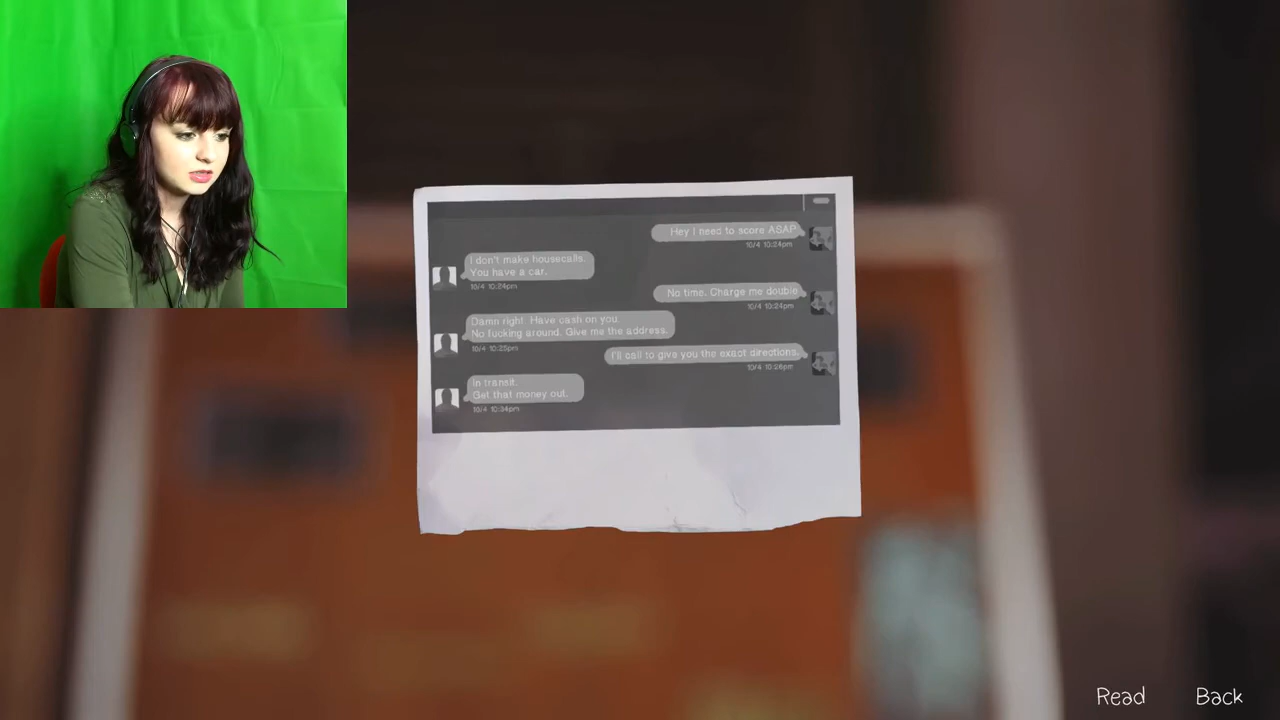 Hey I need to score ASAP
10/4 10:24pm
I don't make housecalls.
You have a car.
10/4 10:24pm
No time. Charge me double
10/4 10:24pm
Damn right. Have cash on you.
No fucking around. Give me the address.
10/4 10:25pm
I'll call to give you the exact directions.
10/4 10:26pm
In transit.
Get that money out.
10/4 10:34pm
Read
Back